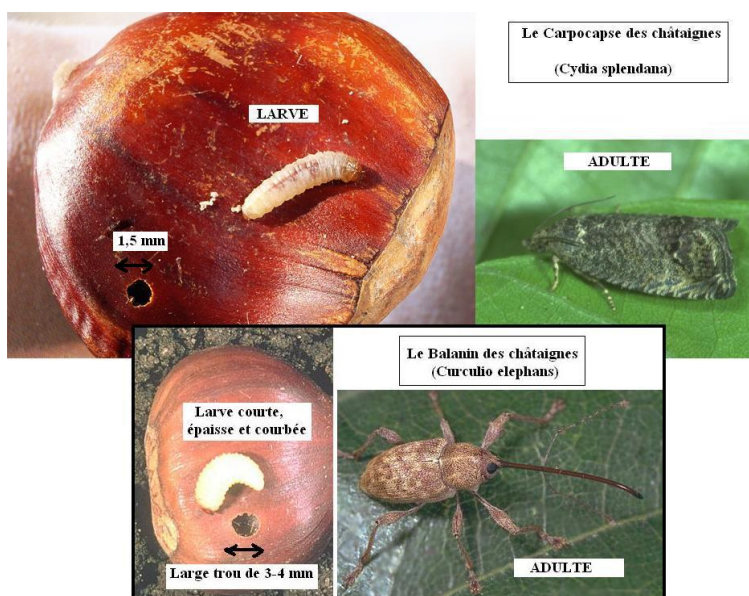 Le Carpocapse des châtaignes
(Cydia splendana)
LARVE
ADULTE
1,5 mm
Le Balanin des châtaignes
(Curculio elephans)
Larve courte,
épaisse et courbée
Large trou de 3-4 mm
ADULTE